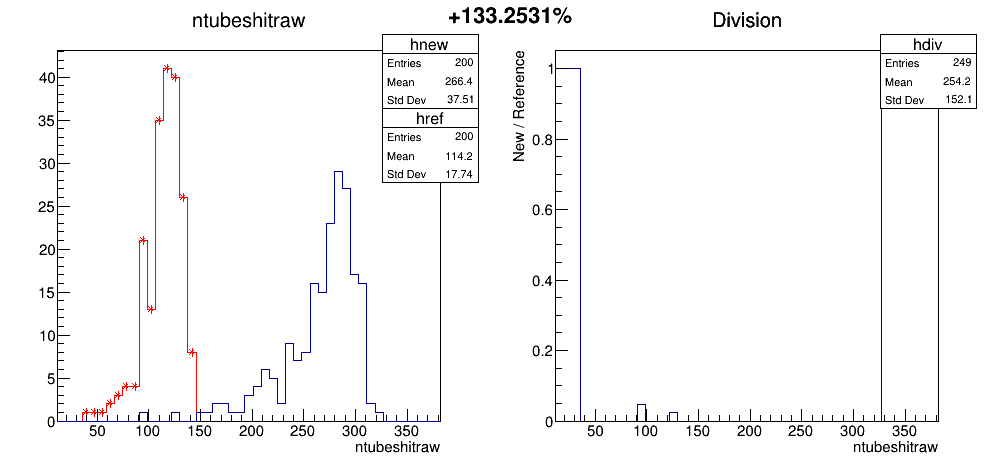 +133.2531%
ntubeshitraw
hnew
Entries 200
Mean 266.4
Std Dev 37.51
href
Entries 200
Mean 114.2
Std Dev 17.74
40
35
30
25
20
15
10
5
0
50 100 150 200 250 300 350
ntubeshitraw
Division
hdiv
Entries 249
Mean 254.2
Std Dev 152.1
New / Reference
1
0.8
0.6
0.4
0.2
0
50 100 150 200 250 300 350
ntubeshitraw